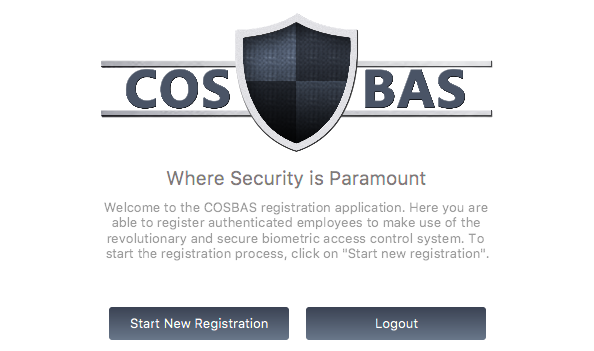 COS BAS
Where Security is Paramount
Welcome to the COSBAS registration application. Here you are
able to register authenticated employees to make use of the
revolutionary and secure biometric access control system. To
start the registration process, click on "Start new registration".
Start New Registration
Logout